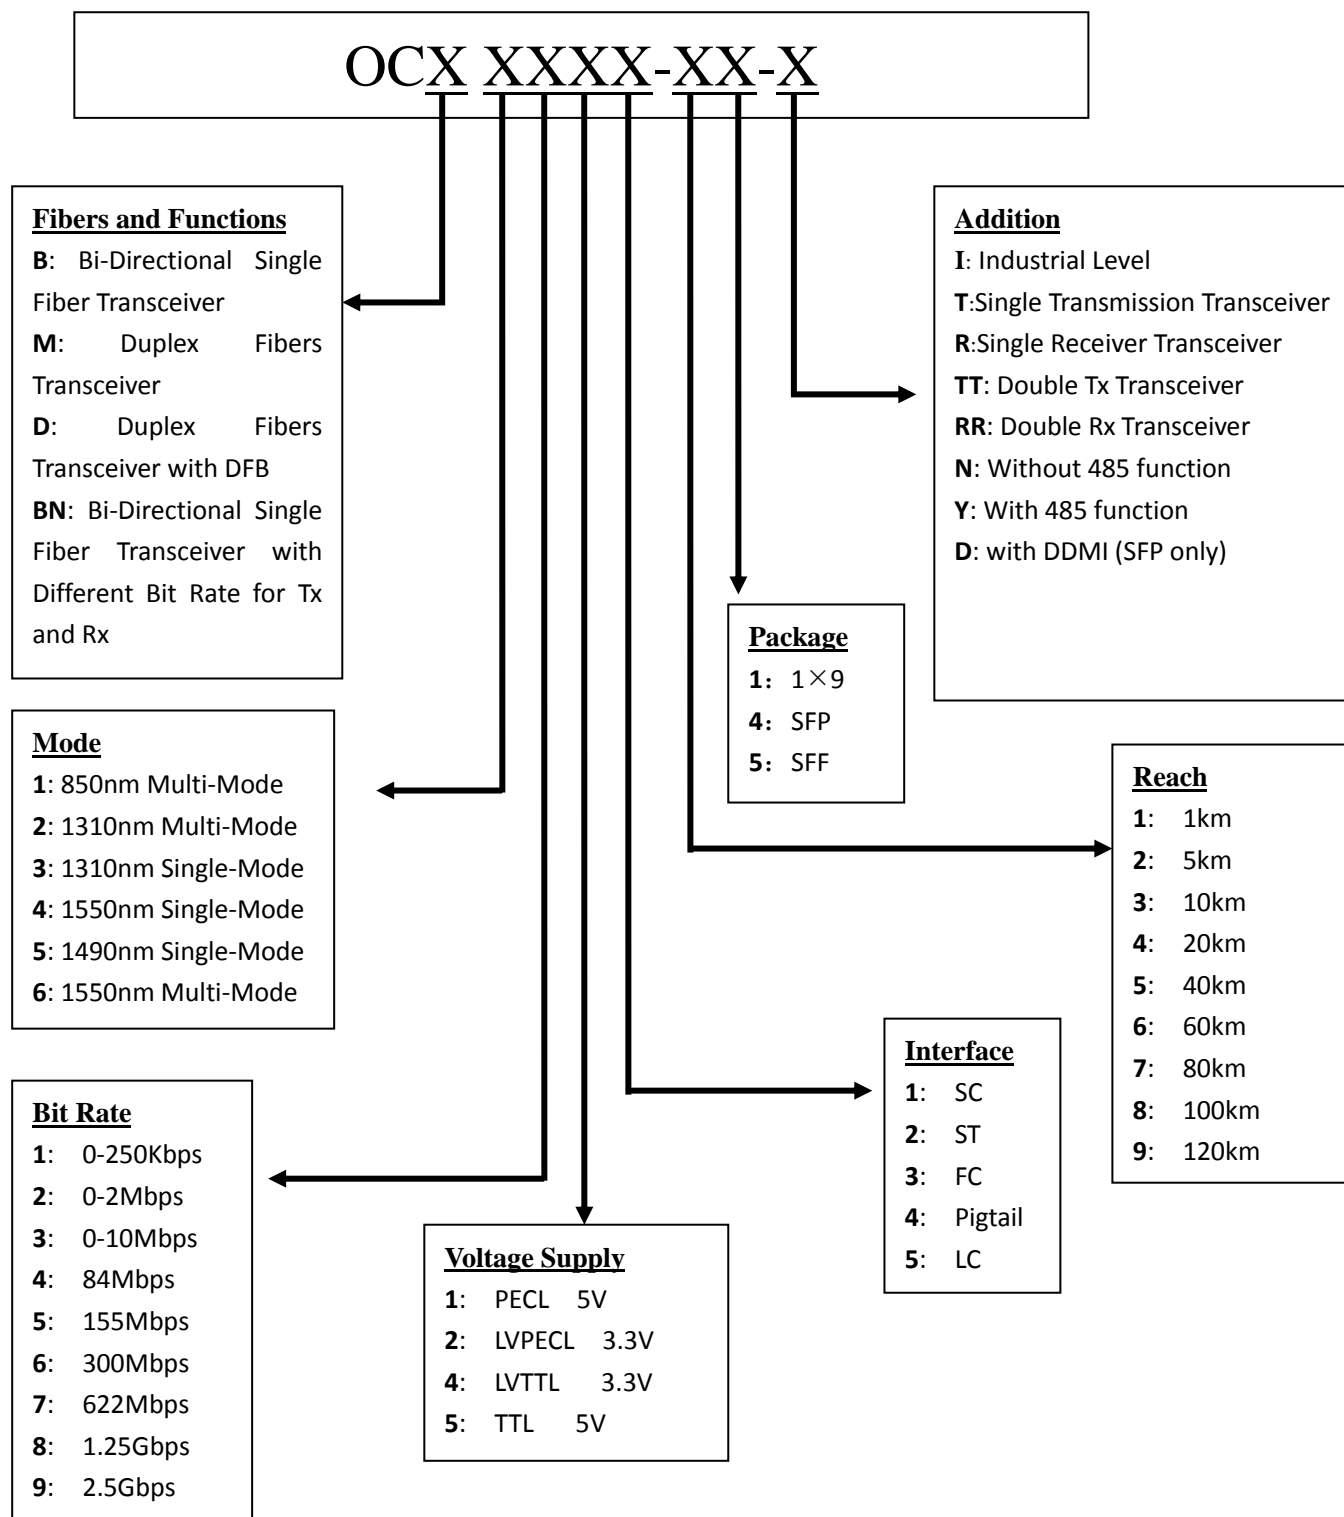 OCX XXXX-XX-X
Fibers and Functions
B: Bi-Directional Single
Fiber Transceiver
M: Duplex Fibers
Transceiver
D: Duplex Fibers
Transceiver with DFB
BN: Bi-Directional Single
Fiber Transceiver with
Different Bit Rate for Tx
and Rx
Addition
I: Industrial Level
T:Single Transmission Transceiver
R:Single Receiver Transceiver
TT: Double Tx Transceiver
RR: Double Rx Transceiver
N: Without 485 function
Y: With 485 function
D: with DDMI (SFP only)
Package
1: 1×9
4: SFP
5: SFF
Mode
1: 850nm Multi-Mode
2: 1310nm Multi-Mode
3: 1310nm Single-Mode
4: 1550nm Single-Mode
5: 1490nm Single-Mode
6: 1550nm Multi-Mode
Reach
1: 1km
2: 5km
3: 10km
4: 20km
5: 40km
6: 60km
7: 80km
8: 100km
9: 120km
Interface
1: SC
2: ST
3: FC
4: Pigtail
5: LC
Bit Rate
1: 0-250Kbps
2: 0-2Mbps
3: 0-10Mbps
4: 84Mbps
5: 155Mbps
6: 300Mbps
7: 622Mbps
8: 1.25Gbps
9: 2.5Gbps
Voltage Supply
1: PECL 5V
2: LVPECL 3.3V
4: LVTTL 3.3V
5: TTL 5V